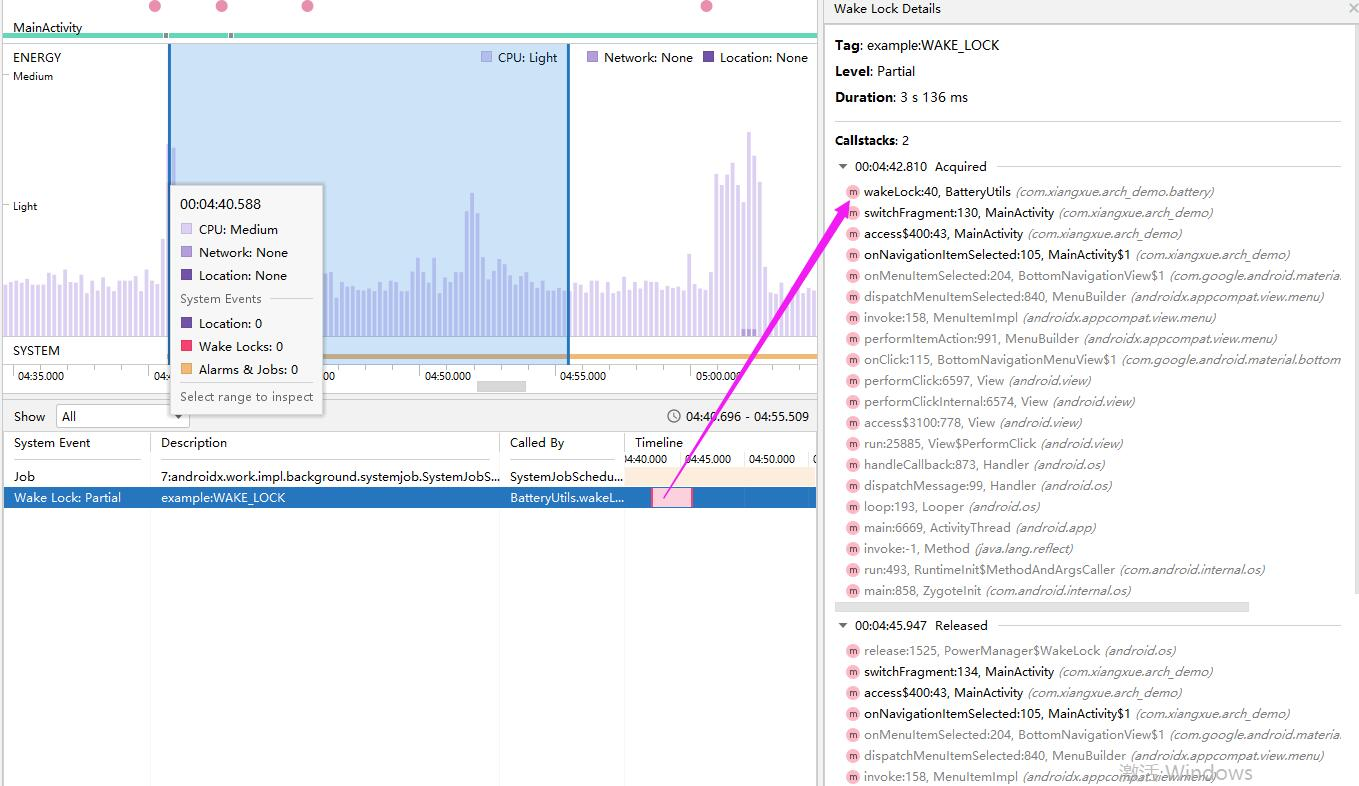 MainActivity
ENERGY
CPU: Light
Network: None
Location: None
Medium
Light
00:04:40.588
CPU: Medium
Network: None
Location: None
System Events
Location: 0
Wake Locks: 0
Alarms & Jobs: 0
Select range to inspect
SYSTEM
04:35.000
04:50.000
04:55.000
05:00.000
Show
All
04:40.696 - 04:55.509
System Event
Description
Called By
Timeline
4:40.000
04:45.000
04:50.000
Job
7:androidx.work.impl.background.systemjob.SystemJobS...
SystemJobSchedu...
Wake Lock: Partial
example:WAKE_LOCK
BatteryUtils.wakeL...
Wake Lock Details
Tag: example:WAKE_LOCK
Level: Partial
Duration: 3 s 136 ms
Callstacks: 2
00:04:42.810 Acquired
m wakeLock:40, BatteryUtils (com.xiangxue.arch_demo.battery)
m switchFragment:130, MainActivity (com.xiangxue.arch_demo)
m access$400:43, MainActivity (com.xiangxue.arch_demo)
m onNavigationItemSelected:105, MainActivity$1 (com.xiangxue.arch_demo)
m onMenuItemSelected:204, BottomNavigationView$1 (com.google.android.materia
m dispatchMenuItemSelected:840, MenuBuilder (androidx.appcompat.view.menu)
m invoke:158, MenuItemImpl (androidx.appcompat.view.menu)
m performItemAction:991, MenuBuilder (androidx.appcompat.view.menu)
m onClick:115, BottomNavigationMenuView$1 (com.google.android.material.bottom
m performClick:6597, View (android.view)
m performClickInternal:6574, View (android.view)
m access$3100:778, View (android.view)
m run:25885, View$PerformClick (android.view)
m handleCallback:873, Handler (android.os)
m dispatchMessage:99, Handler (android.os)
m loop:193, Looper (android.os)
m main:6669, ActivityThread (android.app)
m invoke:-1, Method (java.lang.reflect)
m run:493, RuntimeInit$MethodAndArgsCaller (com.android.internal.os)
m main:858, ZygoteInit (com.android.internal.os)
00:04:45.947 Released
m release:1525, PowerManager$WakeLock (android.os)
m switchFragment:134, MainActivity (com.xiangxue.arch_demo)
m access$400:43, MainActivity (com.xiangxue.arch_demo)
m onNavigationItemSelected:105, MainActivity$1 (com.xiangxue.arch_demo)
m onMenuItemSelected:204, BottomNavigationView$1 (com.google.android.materia
m dispatchMenuItemSelected:840, MenuBuilder (androidx.appcompat.view.menu)
m invoke:158, MenuItemImpl (androidx.appcompat.view.menu)
激活 Windows